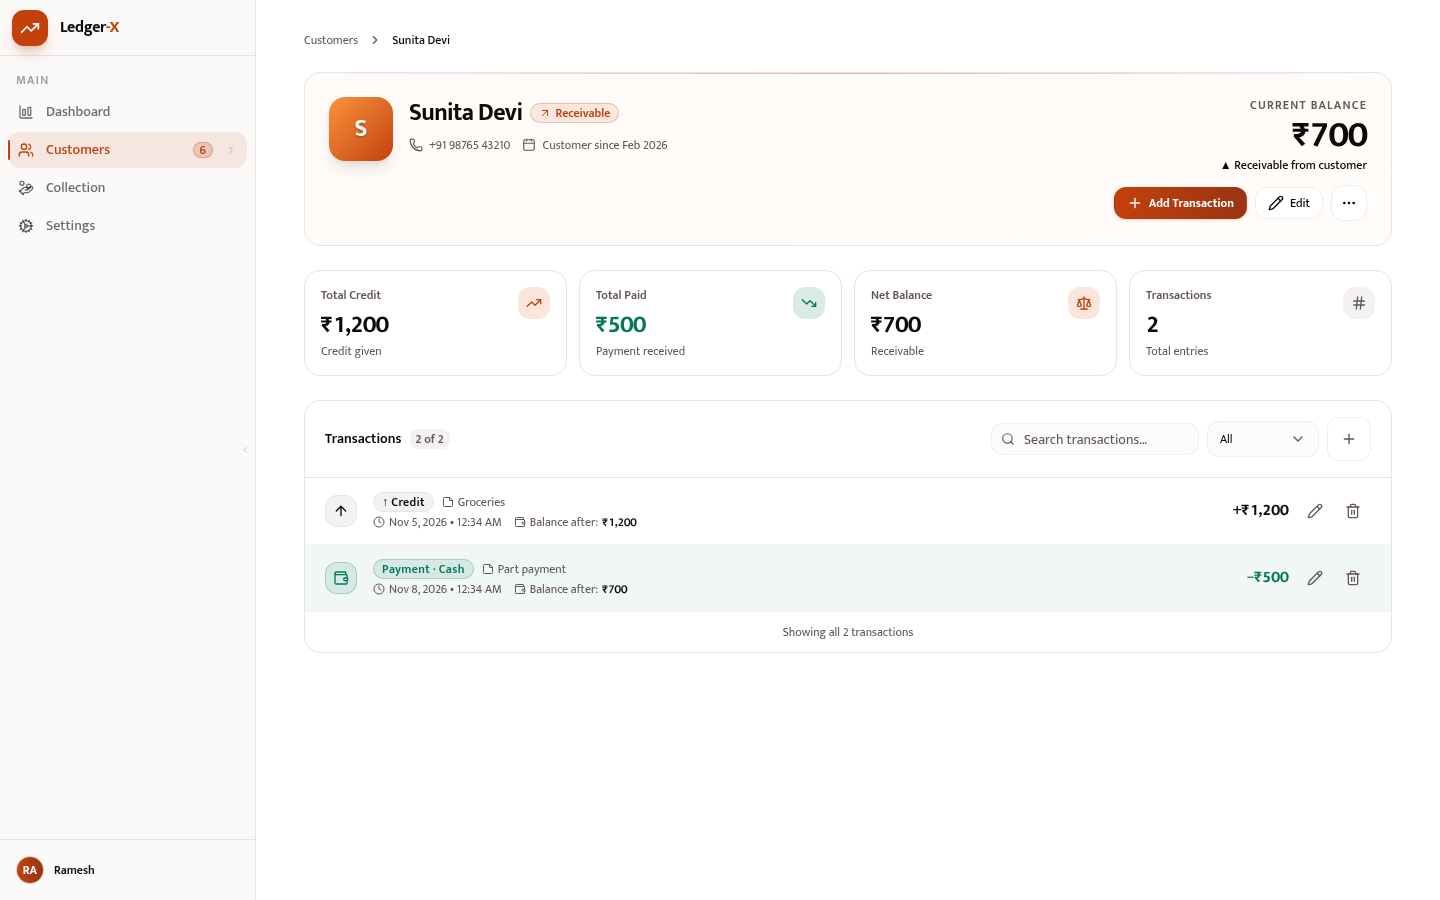 Ledger-X
MAIN
Dashboard
Customers 6
Collection
Settings
RA Ramesh
Customers Sunita Devi
S
Sunita Devi Receivable
+91 98765 43210 Customer since Feb 2026
CURRENT BALANCE
₹700
▲ Receivable from customer
Add Transaction Edit
Total Credit
₹1,200
Credit given
Total Paid
₹500
Payment received
Net Balance
₹700
Receivable
Transactions
2
Total entries
Transactions 2 of 2 Search transactions... All
↑ Credit Groceries
Nov 5, 2026 • 12:34 AM Balance after: ₹1,200
+₹1,200
Payment · Cash Part payment
Nov 8, 2026 • 12:34 AM Balance after: ₹700
−₹500
Showing all 2 transactions